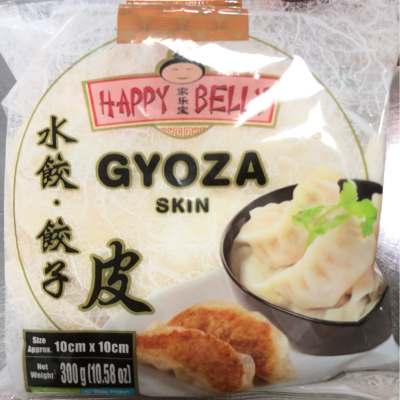 HAPPY 家乐宝 BELLY
GYOZA
SKIN
水餃·餃子
皮
Size Approx. 10cm x 10cm
Net Weight 300g (10.58 oz)